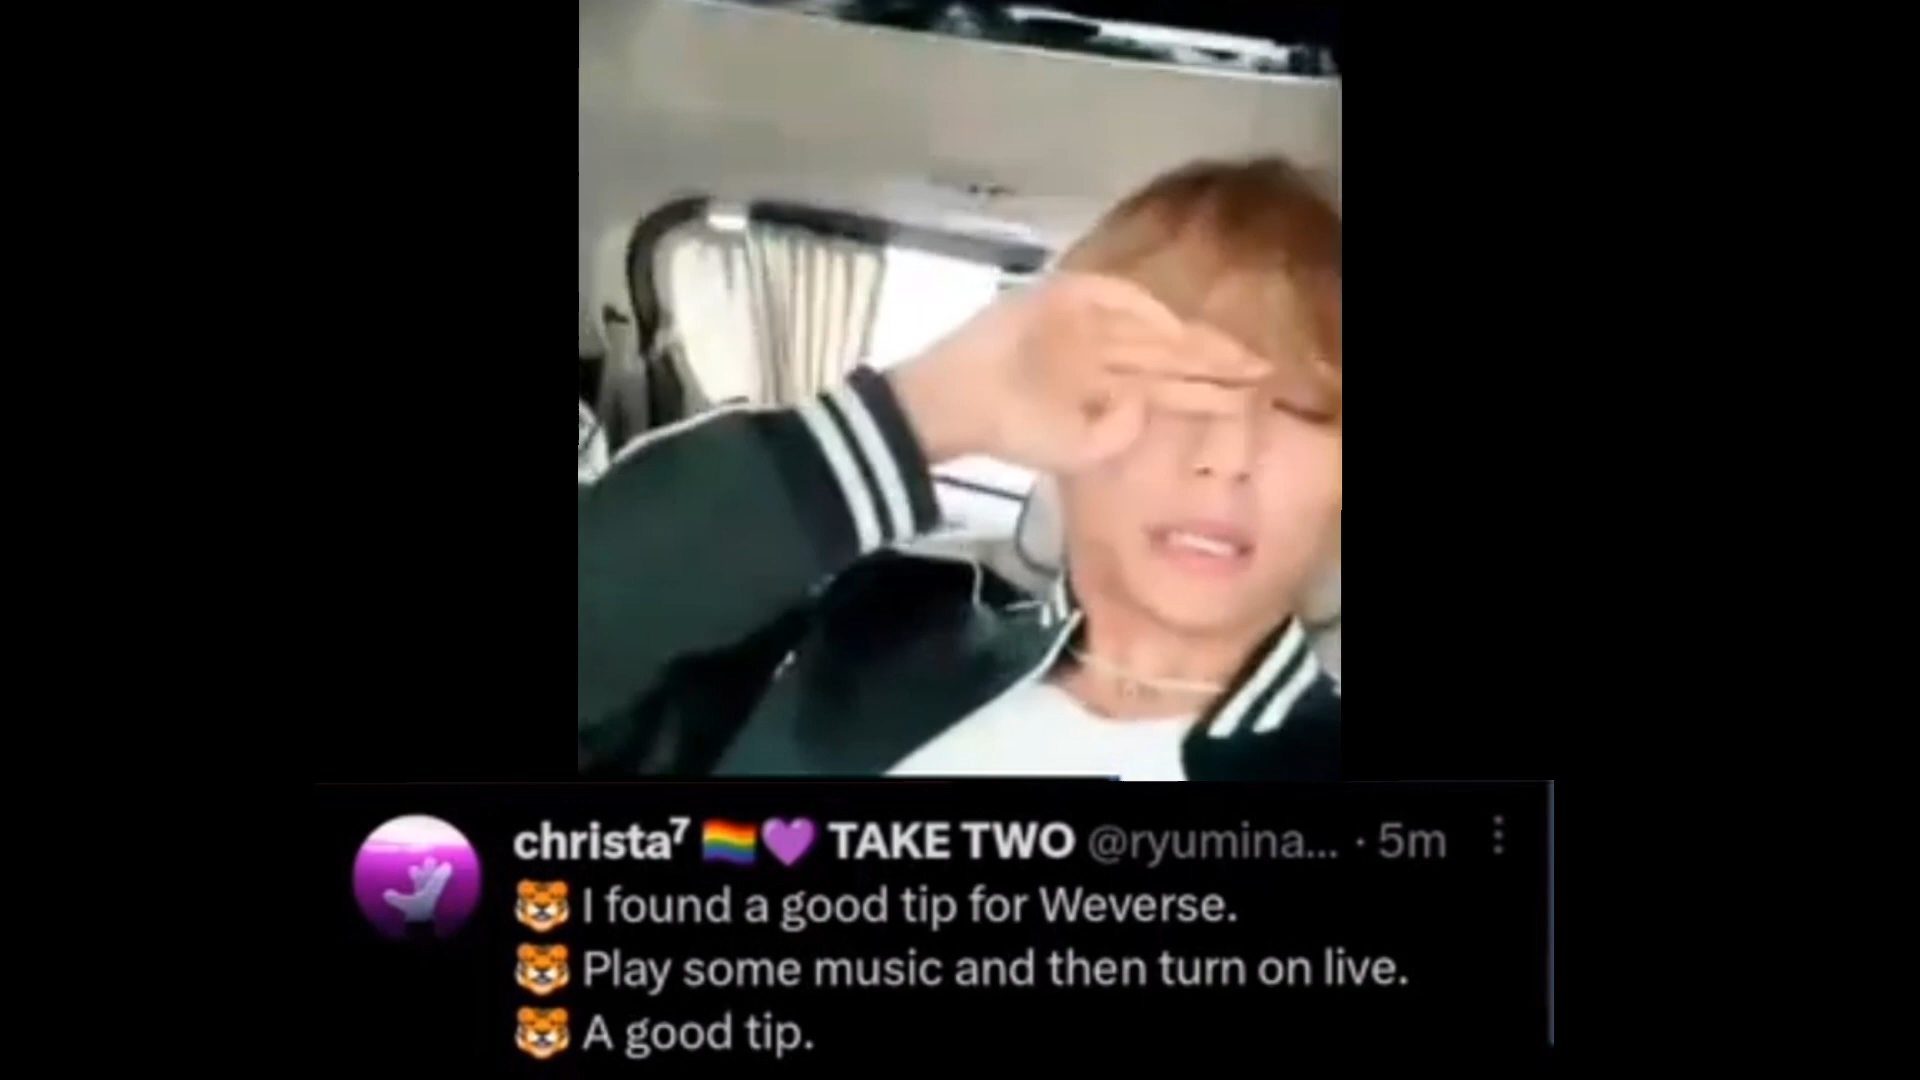 christa⁷ 🏳️‍🌈💜 TAKE TWO @ryumina... · 5m
🐯 I found a good tip for Weverse.
🐯 Play some music and then turn on live.
🐯 A good tip.